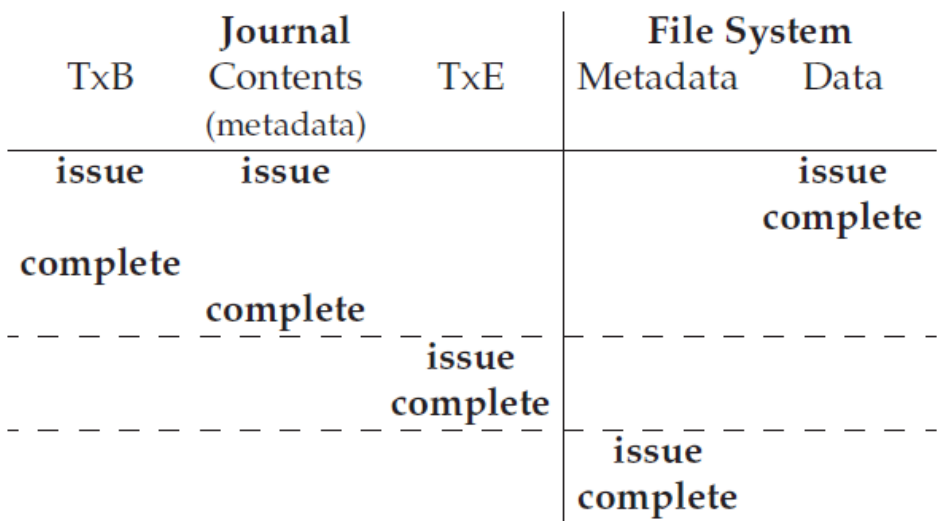 Journal File System
TxB Contents TxE Metadata Data
(metadata)
issue issue issue
complete
complete
complete
issue
complete
issue
complete